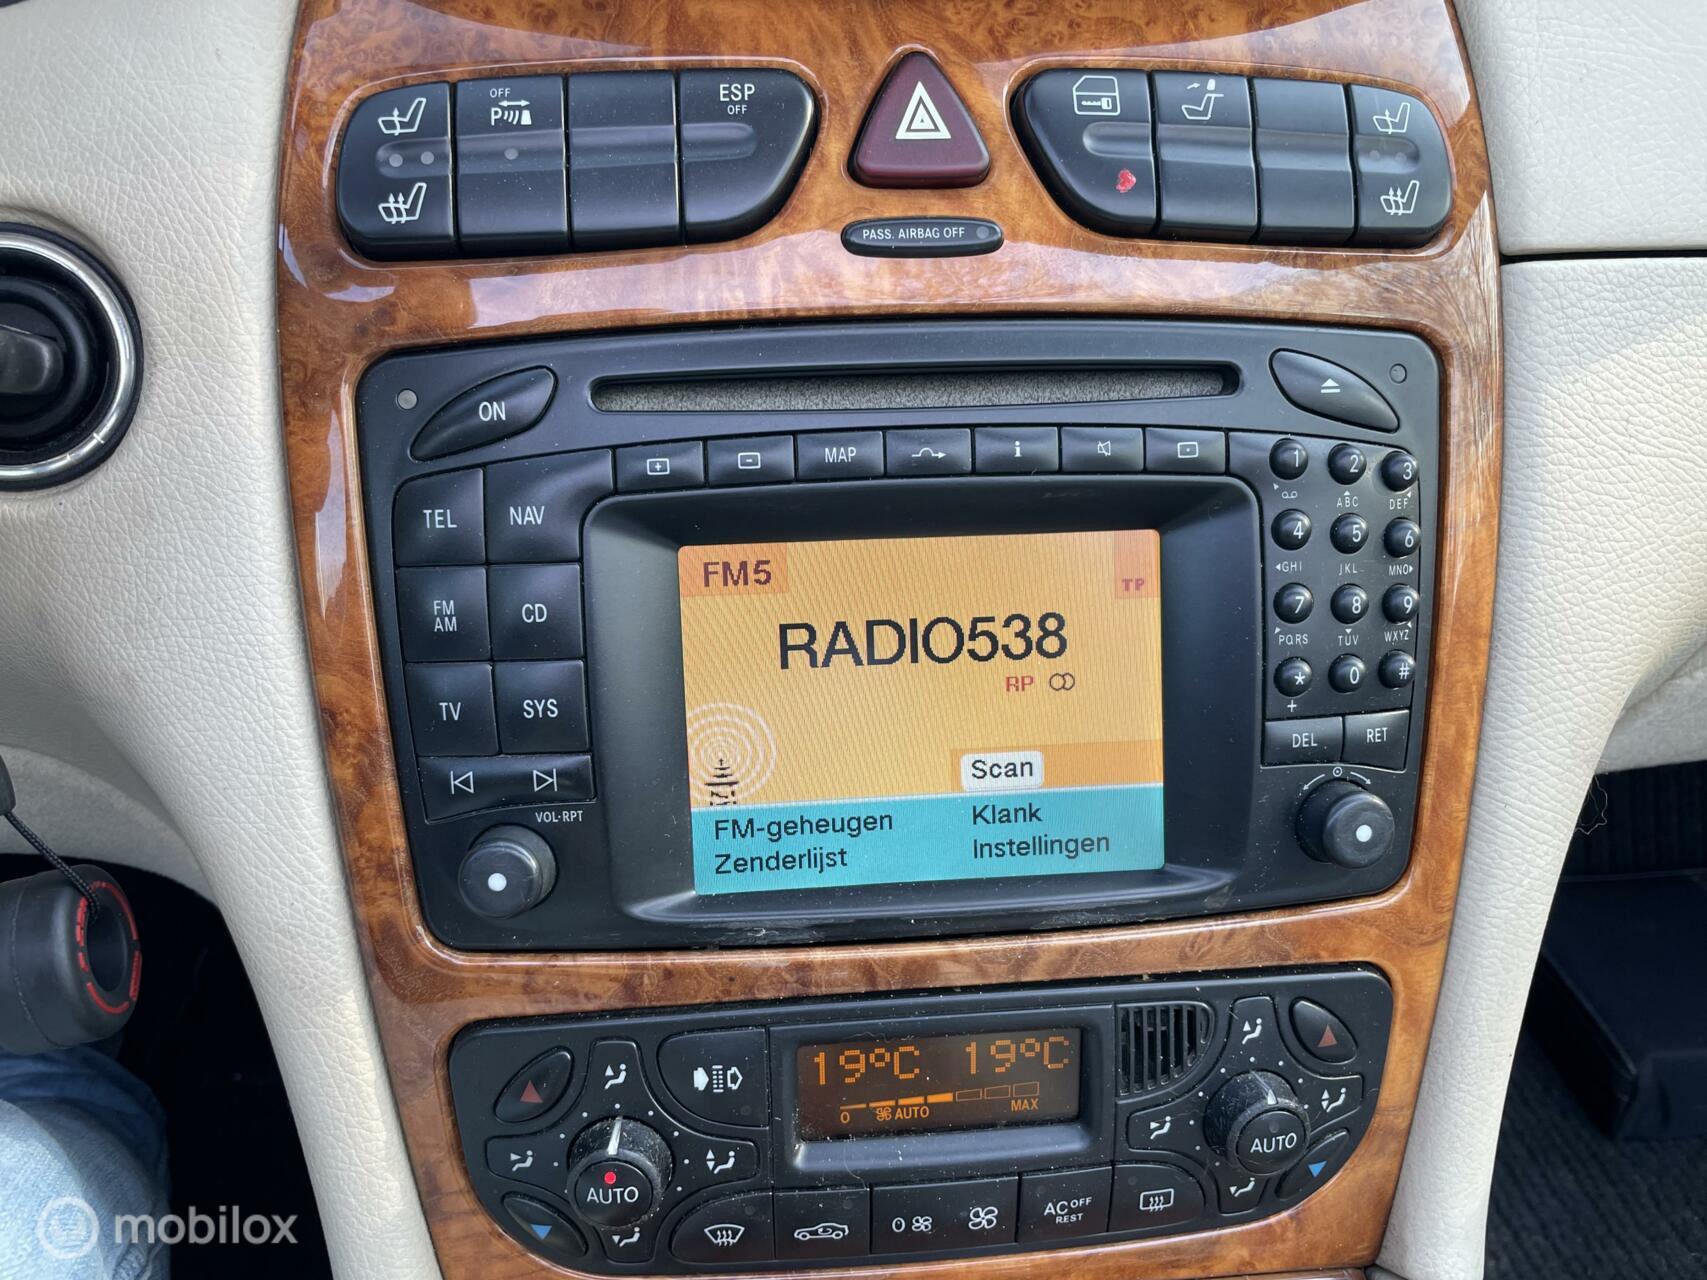 OFF
P
ESP
OFF
PASS. AIRBAG OFF
ON
MAP
i
TEL
NAV
FM
AM
CD
TV
SYS
VOL·RPT
1
2
3
ABC
DEF
4
5
6
GHI
JKL
MNO
7
8
9
PQRS
TUV
WXYZ
*
0
#
+
DEL
RET
FM5
TP
RADIO538
RP
Scan
FM-geheugen
Klank
Zenderlijst
Instellingen
19°C 19°C
0 AUTO MAX
AUTO
AUTO
0
AC OFF
REST
mobilox